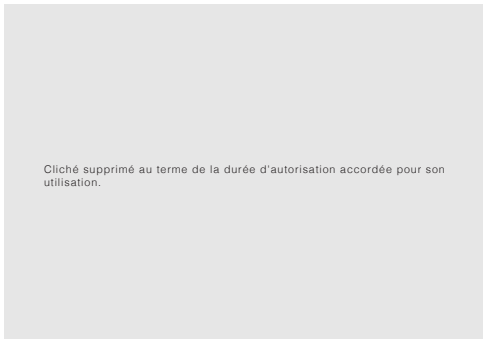 Cliché supprimé au terme de la durée d'autorisation accordée pour son
utilisation.